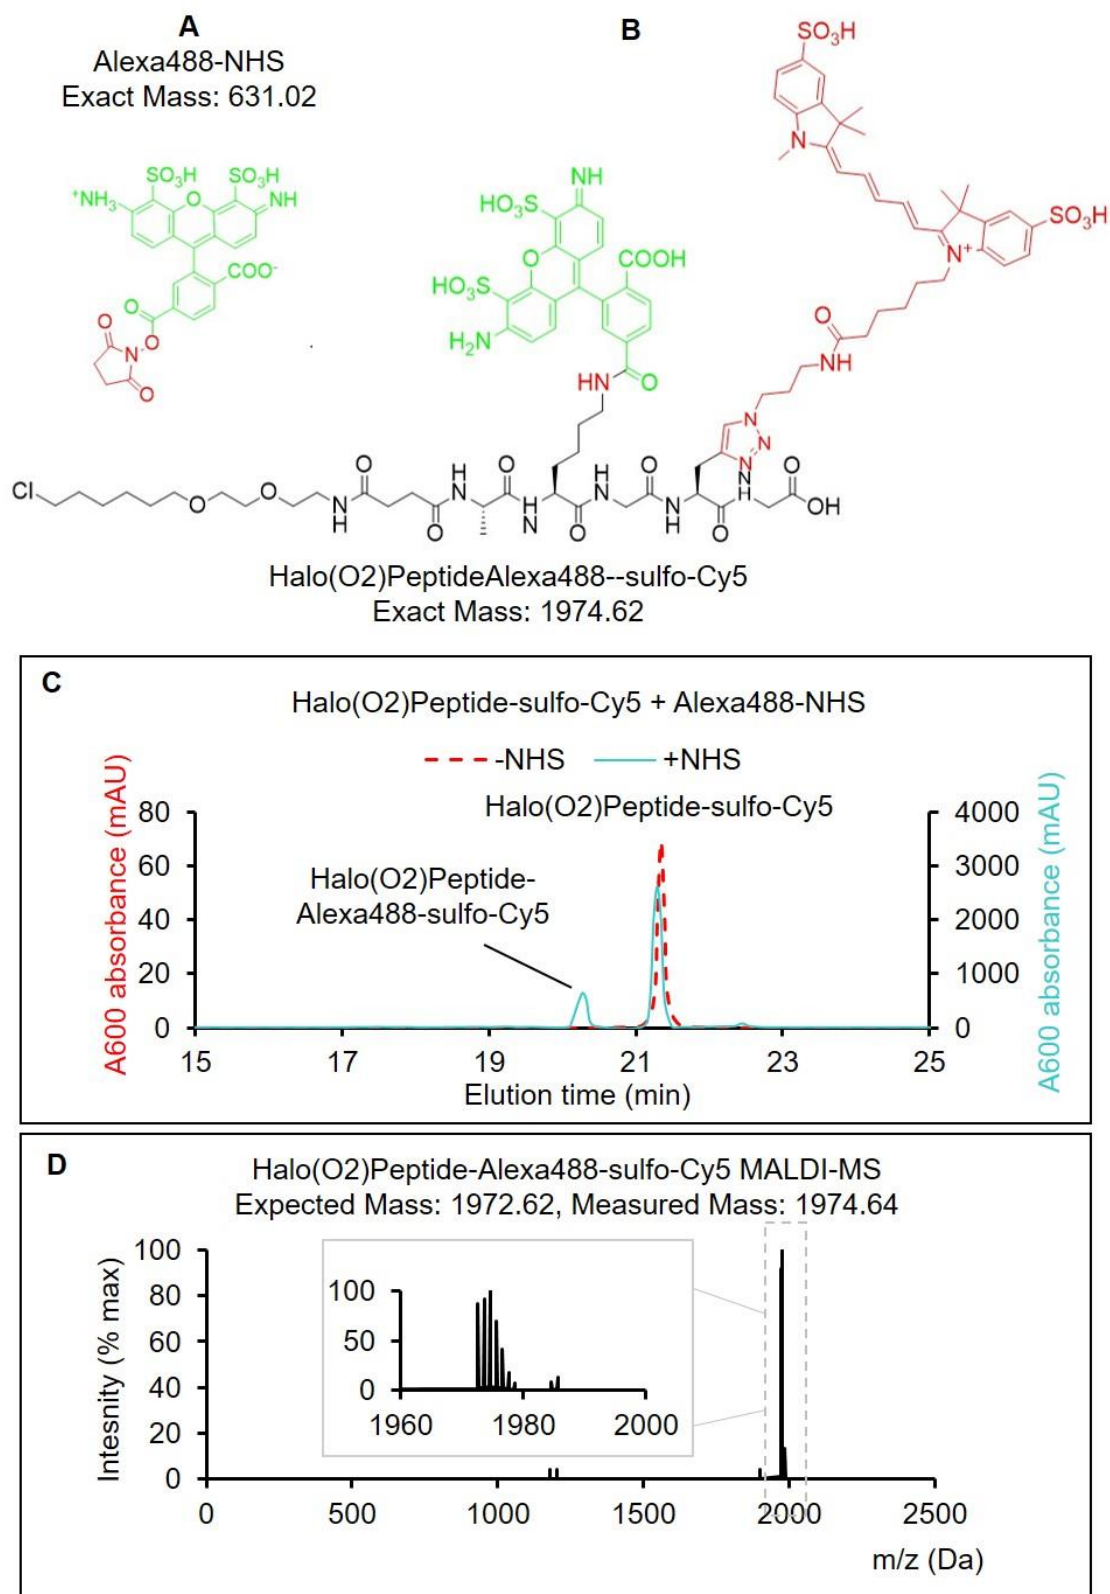 A
Alexa488-NHS
Exact Mass: 631.02
SO3H SO3H
+NH3 O NH
COO-
O
O O
N
O
B
SO3H
N
SO3H
N+
O
NH
N
N
N
NH
HO3S
O COOH
HO3S
H2N
HN O
Cl O O N H O O H N O N H O H N O N H O N H O OH
Halo(O2)PeptideAlexa488--sulfo-Cy5
Exact Mass: 1974.62
C
Halo(O2)Peptide-sulfo-Cy5 + Alexa488-NHS
-NHS +NHS
Halo(O2)Peptide-sulfo-Cy5
Halo(O2)Peptide-
Alexa488-sulfo-Cy5
A600 absorbance (mAU)
80
60
40
20
0
4000
3000
2000
1000
0
A600 absorbance (mAU)
15 17 19 21 23 25
Elution time (min)
D
Halo(O2)Peptide-Alexa488-sulfo-Cy5 MALDI-MS
Expected Mass: 1972.62, Measured Mass: 1974.64
Intesnity (% max)
100
80
60
40
20
0
100
50
0
1960 1980 2000
0 500 1000 1500 2000 2500
m/z (Da)